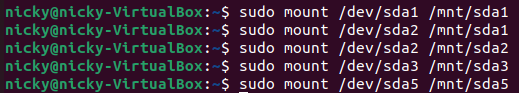 nicky@nicky-VirtualBox:~$ sudo mount /dev/sda1 /mnt/sda1
nicky@nicky-VirtualBox:~$ sudo mount /dev/sda2 /mnt/sda1
nicky@nicky-VirtualBox:~$ sudo mount /dev/sda2 /mnt/sda2
nicky@nicky-VirtualBox:~$ sudo mount /dev/sda3 /mnt/sda3
nicky@nicky-VirtualBox:~$ sudo mount /dev/sda5 /mnt/sda5